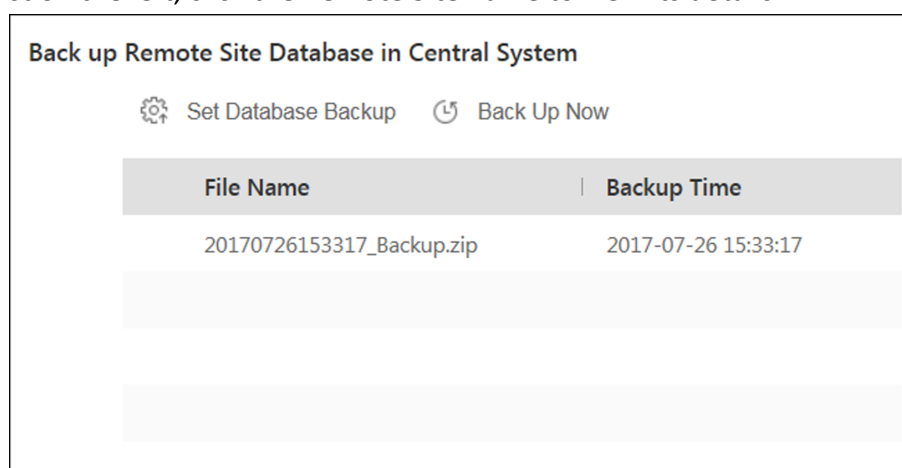 Back up Remote Site Database in Central System
Set Database Backup Back Up Now
File Name Backup Time
20170726153317_Backup.zip 2017-07-26 15:33:17